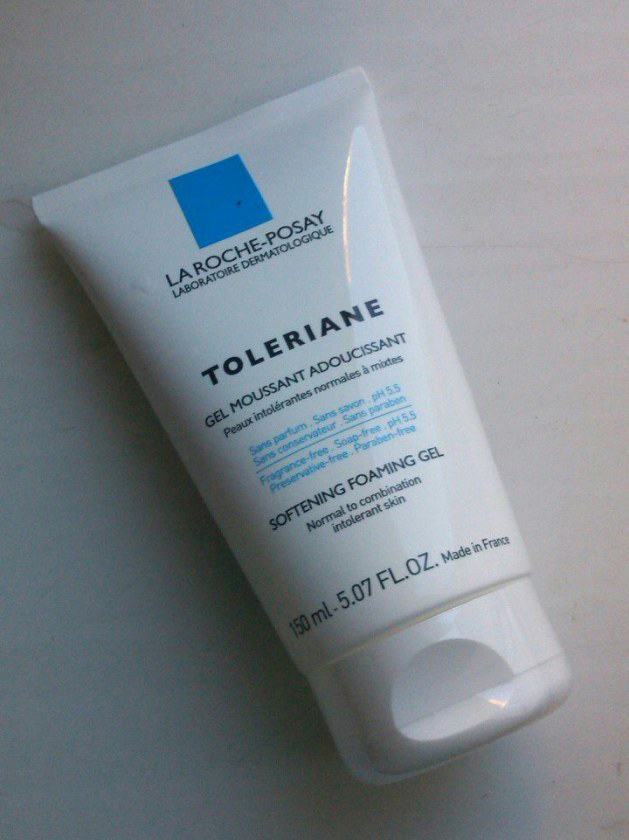 LA ROCHE-POSAY
LABORATOIRE DERMATOLOGIQUE
TOLERIANE
GEL MOUSSANT ADOUCISSANT
Peaux intolérantes normales à mixtes
Sans parfum . Sans savon . pH 5.5
Sans conservateur . Sans paraben
Fragrance-free . Soap-free . pH 5.5
Preservative-free . Paraben-free
SOFTENING FOAMING GEL
Normal to combination
intolerant skin
150 ml - 5.07 FL.OZ. Made in France